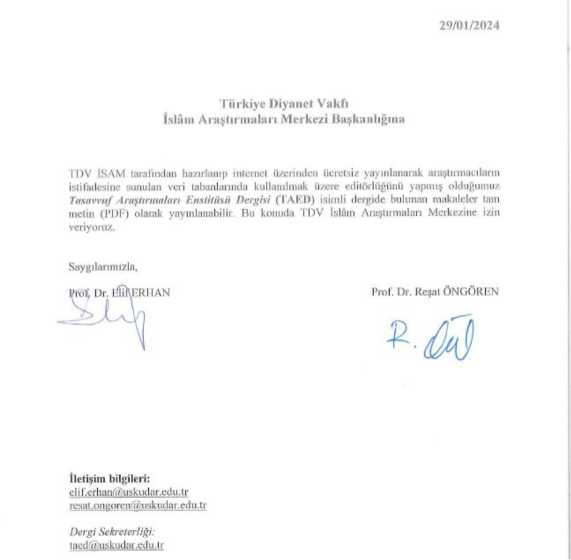 29/01/2024
Türkiye Diyanet Vakfı
İslâm Araştırmaları Merkezi Başkanlığına
TDV İSAM tarafından hazırlanıp internet üzerinden ücretsiz yayınlanarak araştırmacıların
istifadesine sunulan veri tabanlarında kullanılmak üzere editörlüğünü yapmış olduğumuz
Tasavvuf Araştırmaları Enstitüsü Dergisi (TAED) isimli dergide bulunan makaleler tam
metin (PDF) olarak yayınlanabilir. Bu konuda TDV İslâm Araştırmaları Merkezine izin
veriyoruz.
Saygılarımızla,
Prof. Dr. Elif ERHAN
Prof. Dr. Reşat ÖNGÖREN
Elif
R.
İletişim bilgileri:
elif.erhan@uskudar.edu.tr
resat.ongoren@uskudar.edu.tr
Dergi Sekreterliği:
taed@uskudar.edu.tr